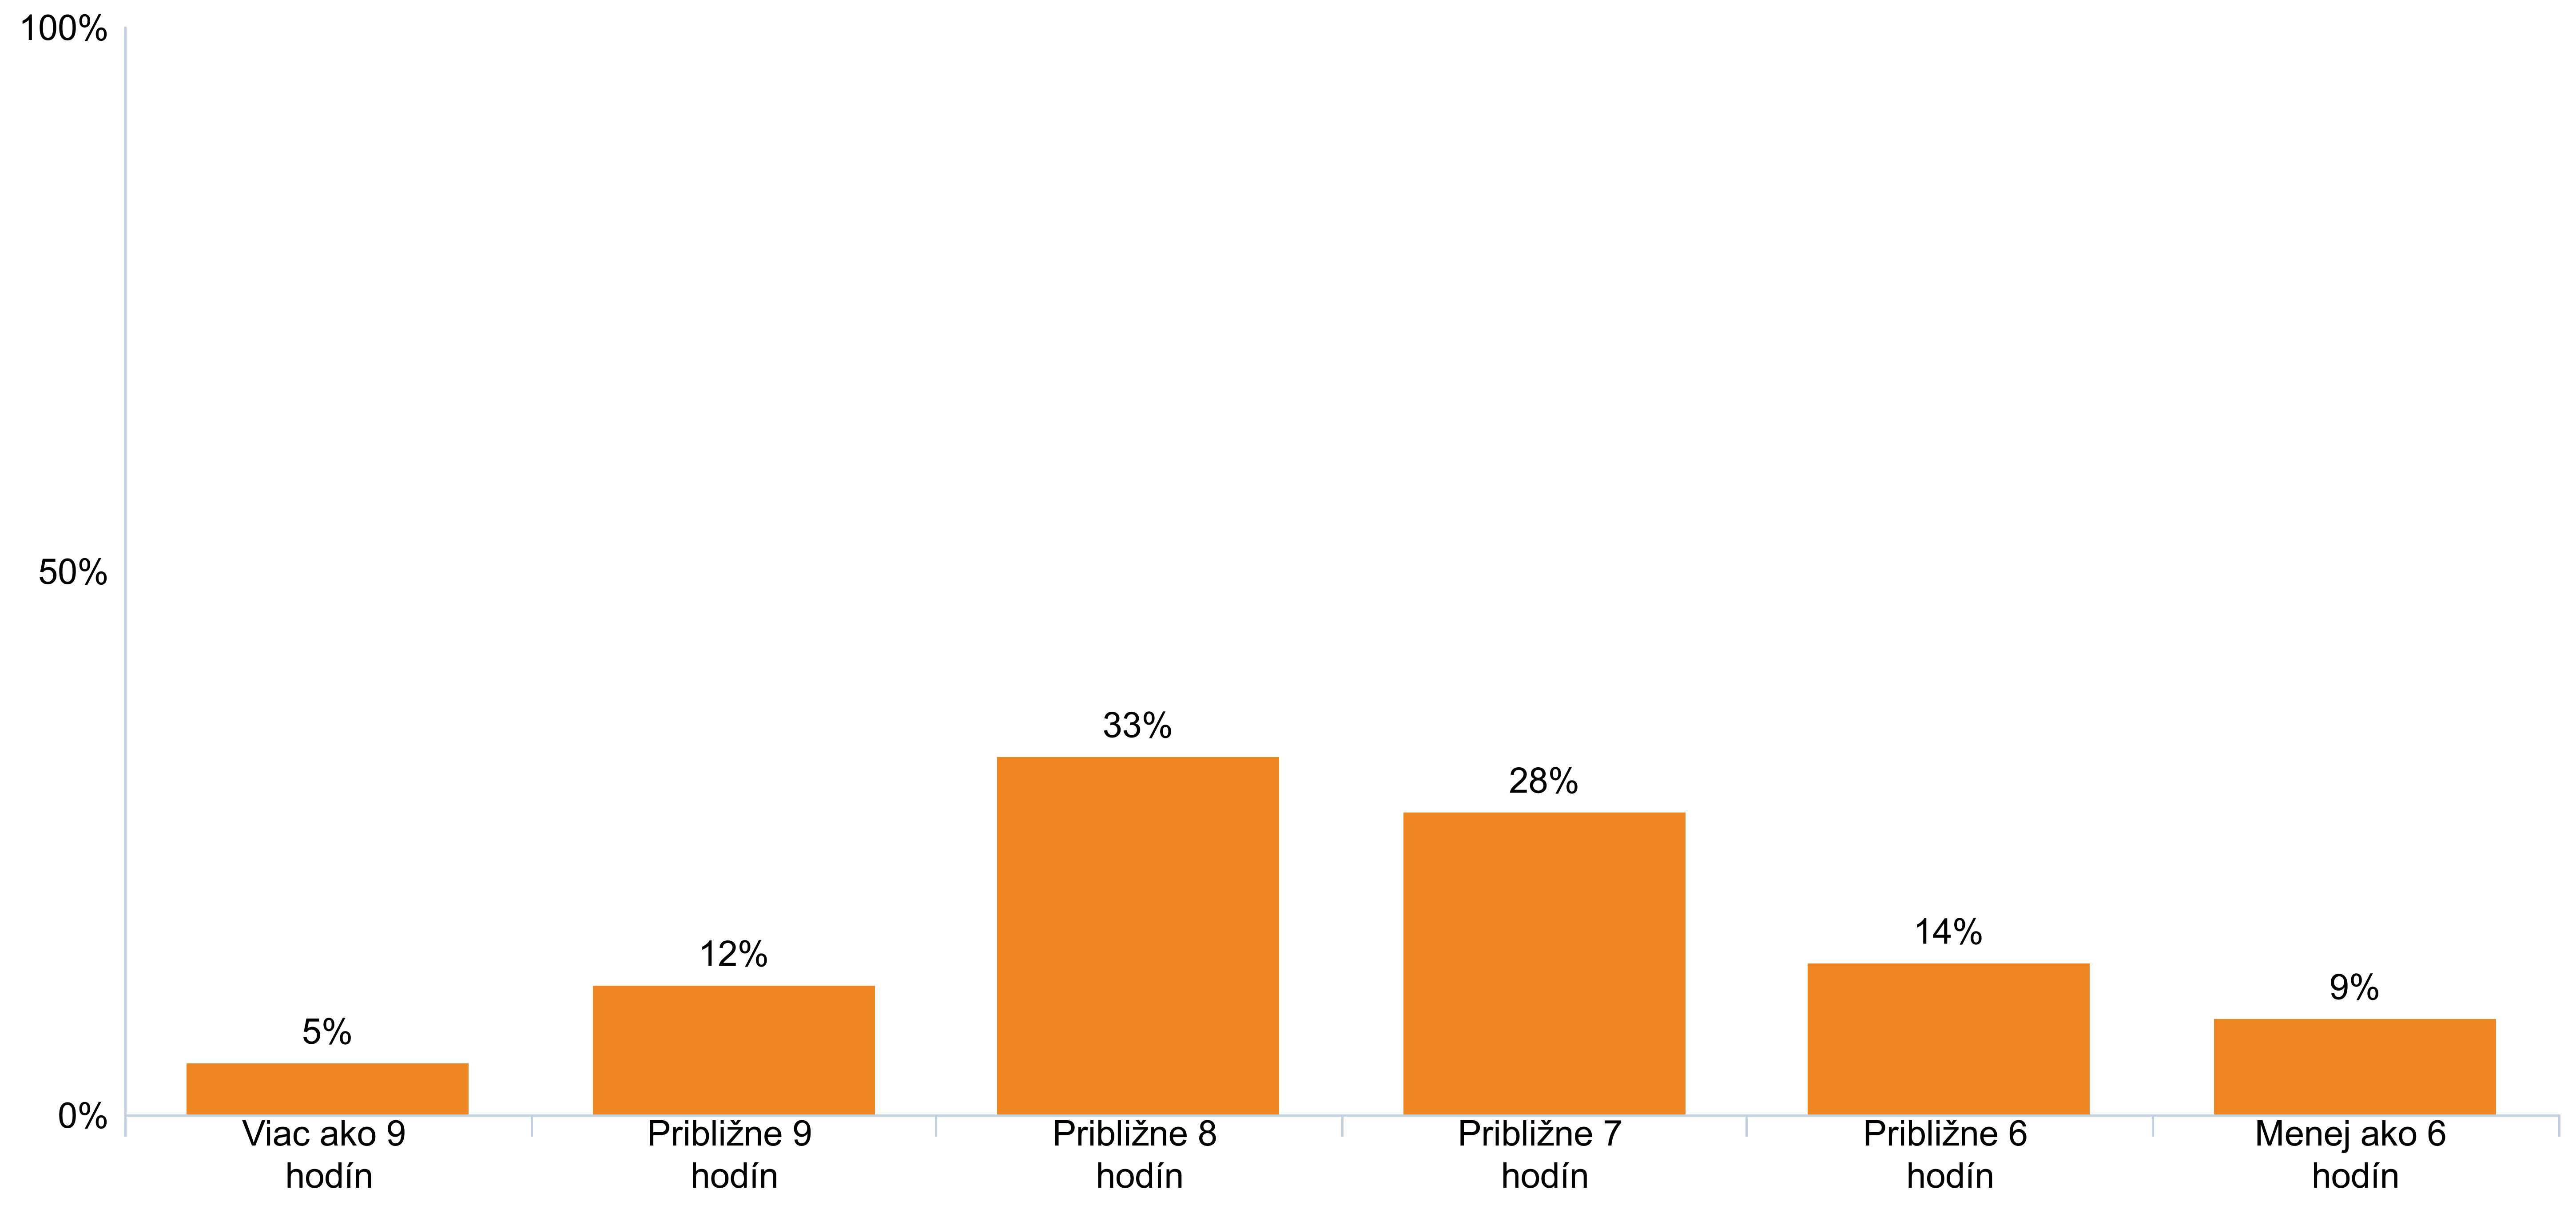 100%
50%
0%
5%
12%
33%
28%
14%
9%
Viac ako 9
hodín
Približne 9
hodín
Približne 8
hodín
Približne 7
hodín
Približne 6
hodín
Menej ako 6
hodín